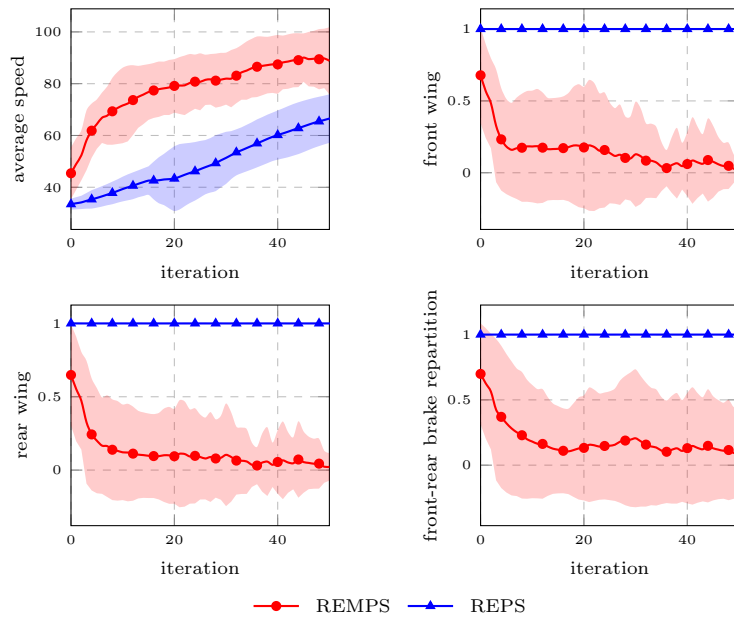 average speed
100
80
60
40
0
20
40
iteration
front wing
1
0.5
0
0
20
40
iteration
rear wing
1
0.5
0
0
20
40
iteration
front-rear brake repartition
1
0.5
0
0
20
40
iteration
REMPS
REPS